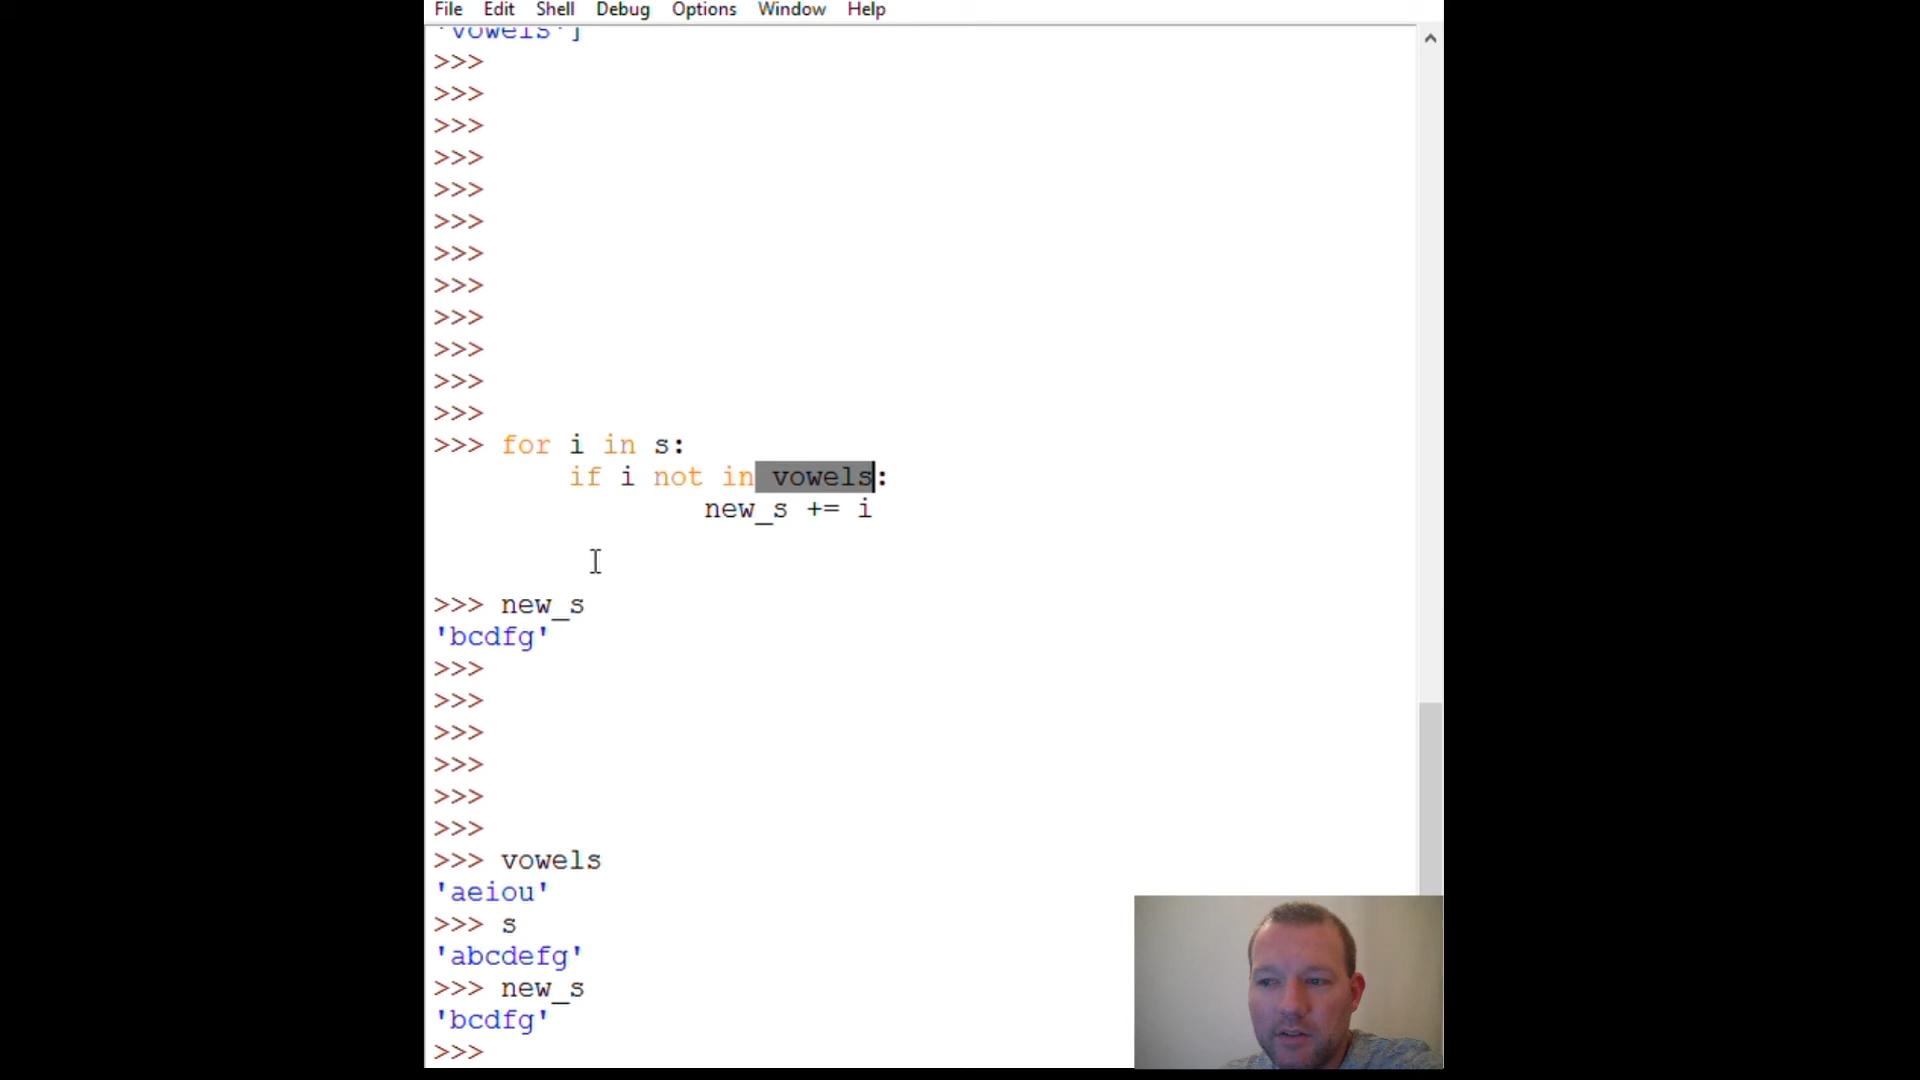 File Edit Shell Debug Options Window Help
'vowels']
>>>
>>>
>>>
>>>
>>>
>>>
>>>
>>>
>>>
>>>
>>>
>>>
>>> for i in s:
if i not in vowels:
new_s += i
>>> new_s
'bcdfg'
>>>
>>>
>>>
>>>
>>>
>>>
>>> vowels
'aeiou'
>>> s
'abcdefg'
>>> new_s
'bcdfg'
>>>